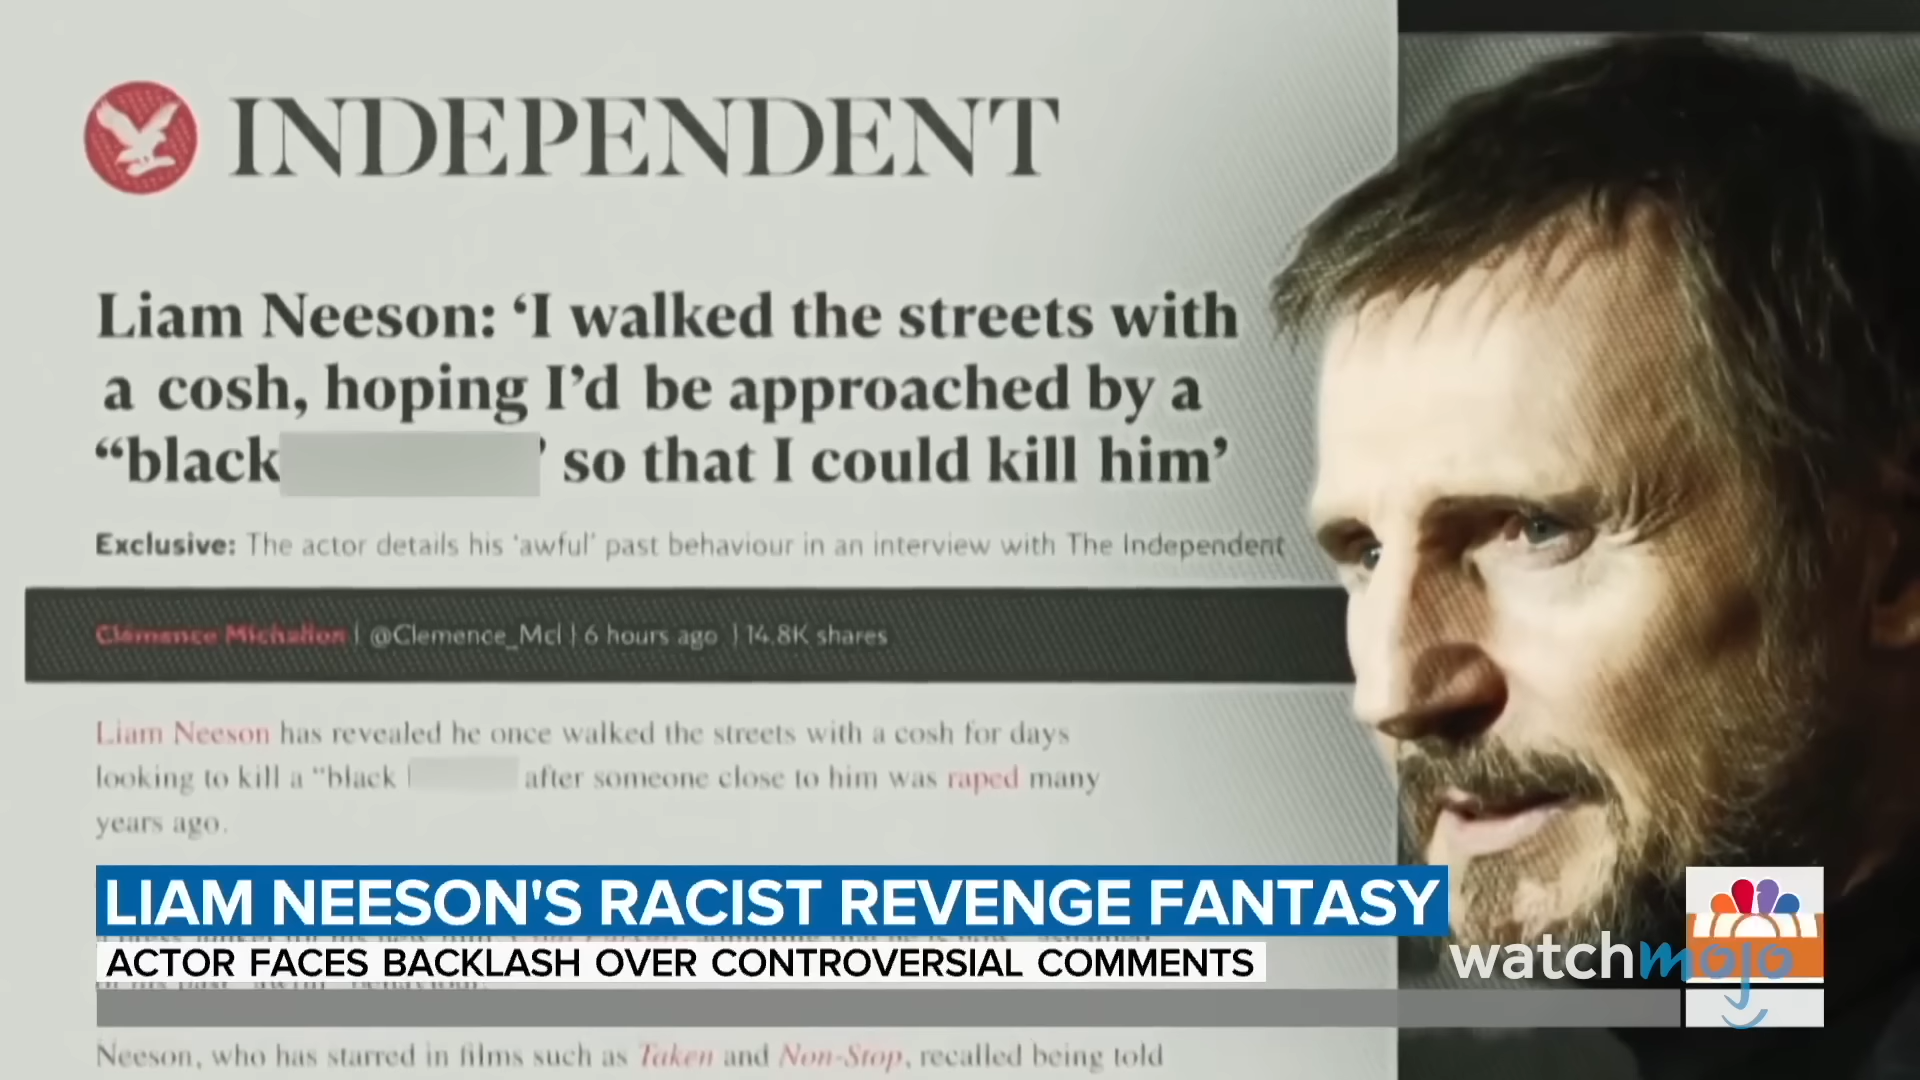 INDEPENDENT
Liam Neeson: ‘I walked the streets with
a cosh, hoping I’d be approached by a
“black ’ so that I could kill him’
Exclusive: The actor details his ‘awful’ past behaviour in an interview with The Independent
Clémence Michallon | @Clemence_Mcl | 6 hours ago | 14.8K shares
Liam Neeson has revealed he once walked the streets with a cosh for days
looking to kill a “black after someone close to him was raped many
years ago.
LIAM NEESON'S RACIST REVENGE FANTASY
ACTOR FACES BACKLASH OVER CONTROVERSIAL COMMENTS
watchmojo
Neeson, who has starred in films such as Taken and Non-Stop, recalled being told